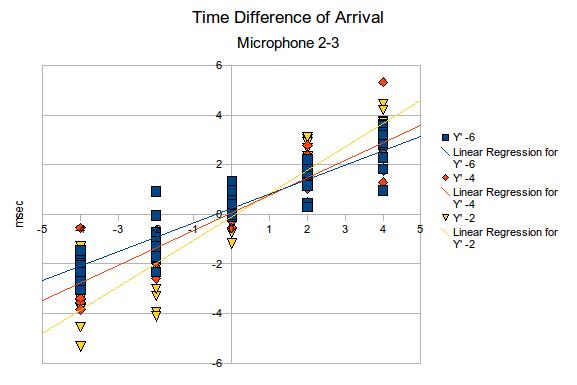 Time Difference of Arrival
Microphone 2-3
msec
6
4
2
0
-2
-4
-6
-5
-3
-1
1
3
5
Y' -6
Linear Regression for
Y' -6
Y' -4
Linear Regression for
Y' -4
Y' -2
Linear Regression for
Y' -2